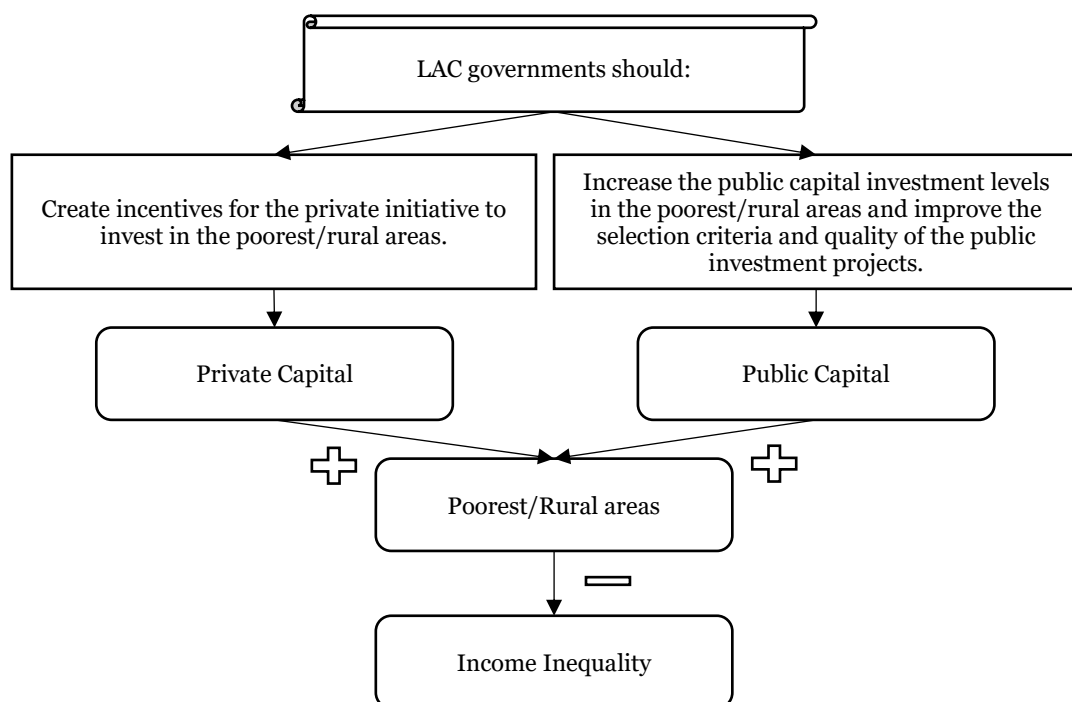 LAC governments should:
Create incentives for the private initiative to
invest in the poorest/rural areas.
Increase the public capital investment levels
in the poorest/rural areas and improve the
selection criteria and quality of the public
investment projects.
Private Capital
Public Capital
Poorest/Rural areas
Income Inequality